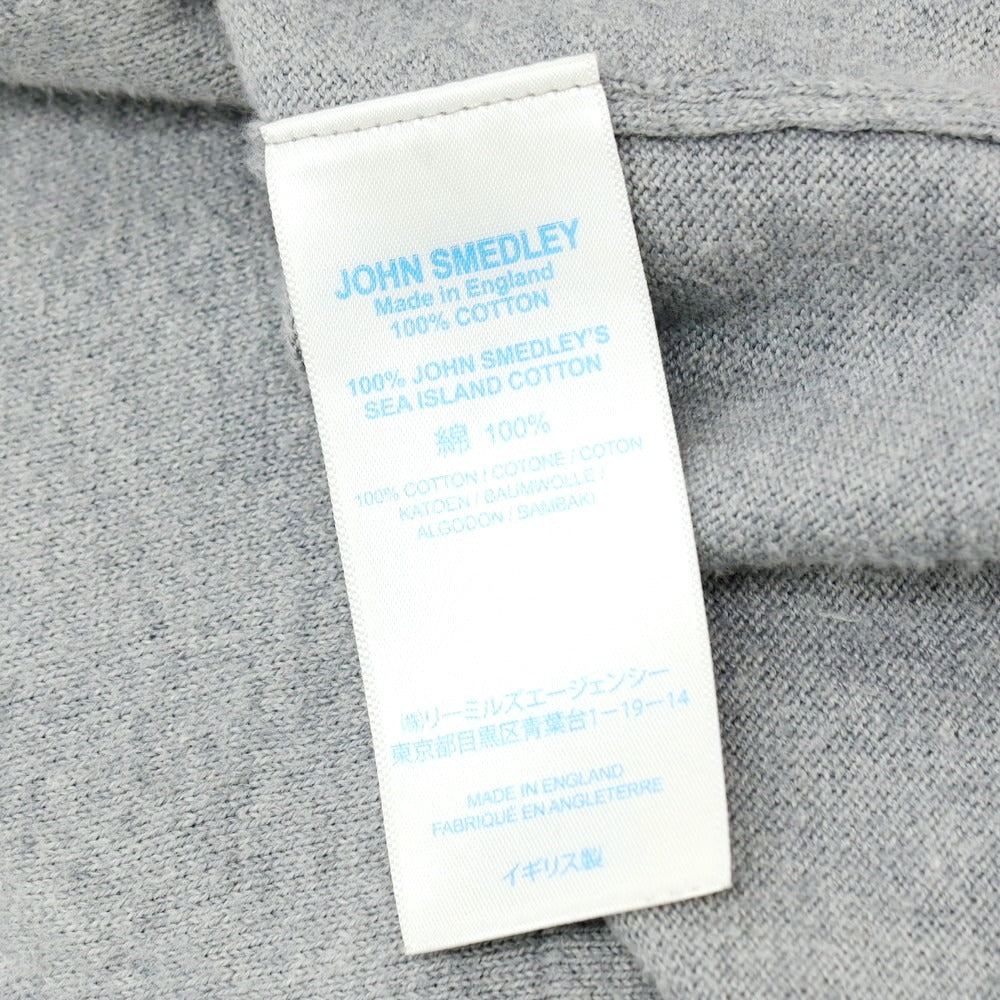 JOHN SMEDLEY
Made in England
100% COTTON
100% JOHN SMEDLEY'S
SEA ISLAND COTTON
綿 100%
100% COTTON / COTONE / COTON
KATOEN / BAUMWOLLE /
ALGODON / BAMBAKI
㈱リーミルズエージェンシー
東京都目黒区青葉台1-19-14
MADE IN ENGLAND
FABRIQUÉ EN ANGLETERRE
イギリス製